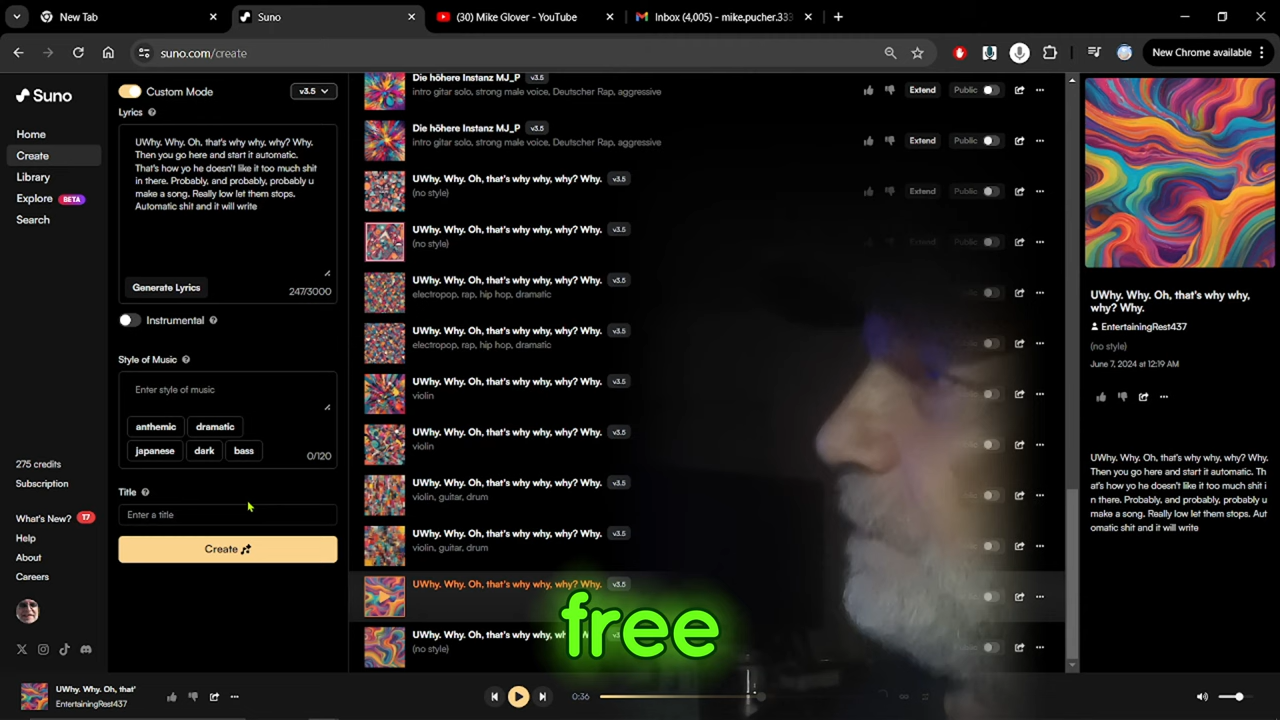 New Tab
Suno
(30) Mike Glover - YouTube
Inbox (4,005) - mike.pucher.333
suno.com/create
New Chrome available
Suno
Home
Create
Library
Explore BETA
Search
275 credits
Subscription
What's New? 17
Help
About
Careers
Custom Mode
v3.5
Lyrics
UWhy. Why. Oh, that's why why, why? Why.
Then you go here and start it automatic.
That's how yo he doesn't like it too much shit
in there. Probably, and probably, probably u
make a song. Really low let them stops.
Automatic shit and it will write
Generate Lyrics
247/3000
Instrumental
Style of Music
Enter style of music
anthemic
dramatic
japanese
dark
bass
0/120
Title
Enter a title
Create
Die höhere Instanz MJ_P v3.5
intro gitar solo, strong male voice, Deutscher Rap, aggressive
Extend Public
Die höhere Instanz MJ_P v3.5
intro gitar solo, strong male voice, Deutscher Rap, aggressive
Extend Public
UWhy. Why. Oh, that's why why, why? Why. v3.5
(no style)
Extend Public
UWhy. Why. Oh, that's why why, why? Why. v3.5
(no style)
Extend Public
UWhy. Why. Oh, that's why why, why? Why. v3.5
electropop, rap, hip hop, dramatic
UWhy. Why. Oh, that's why why, why? Why. v3.5
electropop, rap, hip hop, dramatic
UWhy. Why. Oh, that's why why, why? Why. v3.5
violin
UWhy. Why. Oh, that's why why, why? Why. v3.5
violin
UWhy. Why. Oh, that's why why, why? Why. v3.5
violin, guitar, drum
UWhy. Why. Oh, that's why why, why? Why. v3.5
violin, guitar, drum
UWhy. Why. Oh, that's why why, why? Why. v3.5
UWhy. Why. Oh, that's why why, wh
(no style)
free
UWhy. Why. Oh, that's why why,
why? Why.
EntertainingRest437
(no style)
June 7, 2024 at 12:19 AM
UWhy. Why. Oh, that's why why, why? Why.
Then you go here and start it automatic. Th
at's how yo he doesn't like it too much shit i
n there. Probably, and probably, probably u
make a song. Really low let them stops. Aut
omatic shit and it will write
UWhy. Why. Oh, that'
EntertainingRest437
0:36